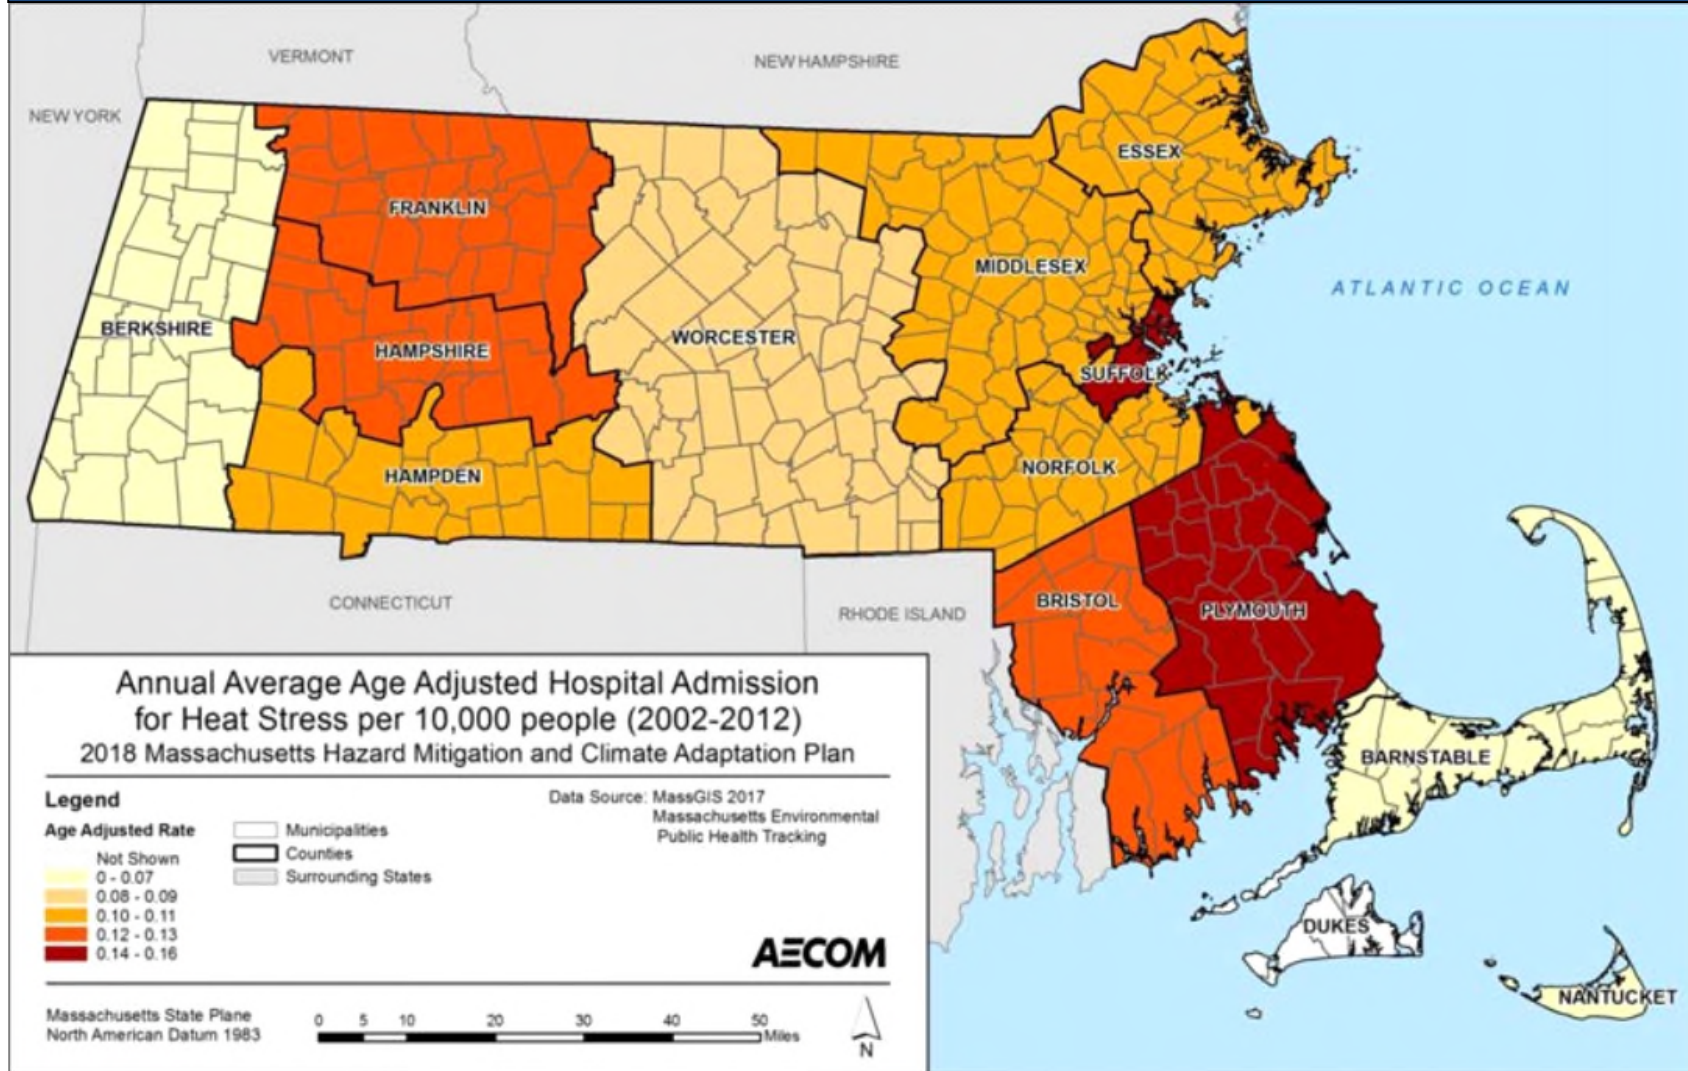 VERMONT
NEW HAMPSHIRE
NEW YORK
ESSEX
FRANKLIN
MIDDLESEX
ATLANTIC OCEAN
BERKSHIRE
WORCESTER
HAMPSHIRE
SUFFOLK
NORFOLK
HAMPDEN
CONNECTICUT
RHODE ISLAND
BRISTOL
PLYMOUTH
BARNSTABLE
DUKES
NANTUCKET
Annual Average Age Adjusted Hospital Admission
for Heat Stress per 10,000 people (2002-2012)
2018 Massachusetts Hazard Mitigation and Climate Adaptation Plan
Legend
Age Adjusted Rate
Not Shown
0 - 0.07
0.08 - 0.09
0.10 - 0.11
0.12 - 0.13
0.14 - 0.16
Municipalities
Counties
Surrounding States
Data Source: MassGIS 2017
Massachusetts Environmental
Public Health Tracking
AECOM
Massachusetts State Plane
North American Datum 1983
0 5 10 20 30 40 50
Miles
N